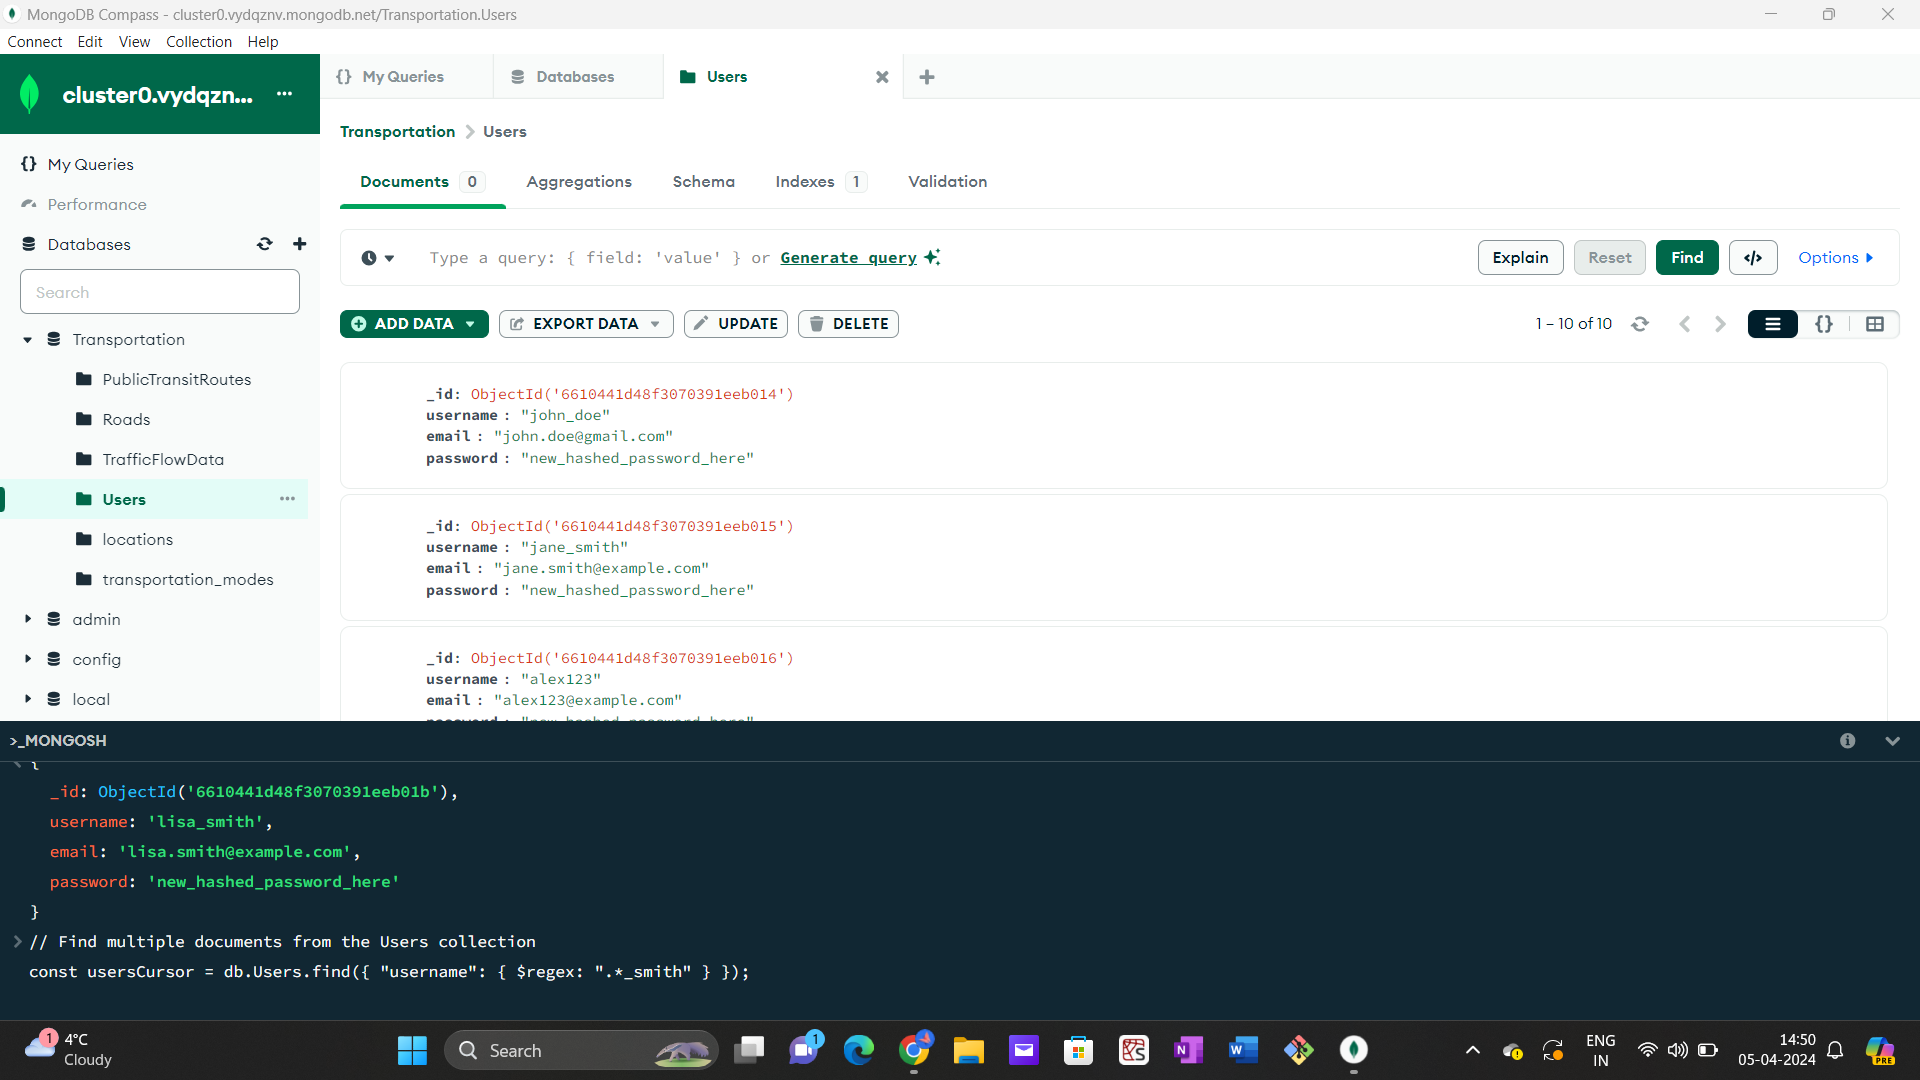 MongoDB Compass - cluster0.vydqznv.mongodb.net/Transportation.Users
Connect Edit View Collection Help
cluster0.vydqzn... ...
{} My Queries
Performance
Databases
Search
Transportation
PublicTransitRoutes
Roads
TrafficFlowData
Users
locations
transportation_modes
admin
config
local
{} My Queries Databases Users
Transportation > Users
Documents 0 Aggregations Schema Indexes 1 Validation
Type a query: { field: 'value' } or Generate query
Explain Reset Find </> Options
ADD DATA EXPORT DATA UPDATE DELETE
1 – 10 of 10 {}
_id: ObjectId('6610441d48f3070391eeb014')
username : "john_doe"
email : "john.doe@gmail.com"
password : "new_hashed_password_here"
_id: ObjectId('6610441d48f3070391eeb015')
username : "jane_smith"
email : "jane.smith@example.com"
password : "new_hashed_password_here"
_id: ObjectId('6610441d48f3070391eeb016')
username : "alex123"
email : "alex123@example.com"
password : "new_hashed_password_here"
>_MONGOSH
{
_id: ObjectId('6610441d48f3070391eeb01b'),
username: 'lisa_smith',
email: 'lisa.smith@example.com',
password: 'new_hashed_password_here'
}
> // Find multiple documents from the Users collection
const usersCursor = db.Users.find({ "username": { $regex: ".*_smith" } });
1
4°C
Cloudy
Search
1
ENG
IN
14:50
05-04-2024
PRE